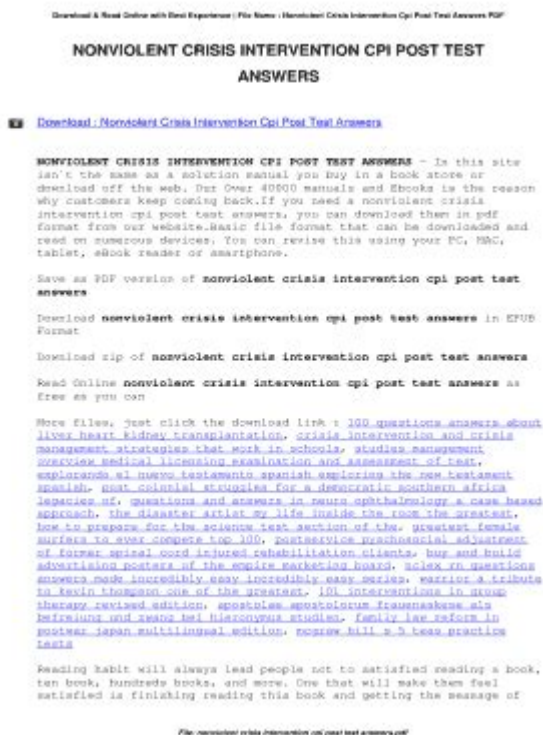 Download & Read Online with Best Experience | File Name : Nonviolent Crisis Intervention Cpi Post Test Answers PDF
NONVIOLENT CRISIS INTERVENTION CPI POST TEST
ANSWERS
Download : Nonviolent Crisis Intervention Cpi Post Test Answers
NONVIOLENT CRISIS INTERVENTION CPI POST TEST ANSWERS - In this site
isn't the same as a solution manual you buy in a book store or
download off the web. Our Over 40000 manuals and Ebooks is the reason
why customers keep coming back.If you need a nonviolent crisis
intervention cpi post test answers, you can download them in pdf
format from our website.Basic file format that can be downloaded and
read on numerous devices. You can revise this using your PC, MAC,
tablet, eBook reader or smartphone.
Save as PDF version of nonviolent crisis intervention cpi post test
answers
Download nonviolent crisis intervention cpi post test answers in EPUB
Format
Download zip of nonviolent crisis intervention cpi post test answers
Read Online nonviolent crisis intervention cpi post test answers as
free as you can
More files, just click the download link : 100 questions answers about
liver heart kidney transplantation, crisis intervention and crisis
management strategies that work in schools, studies management
overview medical licensing examination and assessment of test,
explorando el nuevo testamento spanish exploring the new testament
spanish, post colonial struggles for a democratic southern africa
legacies of, questions and answers in neuro ophthalmology a case based
approach, the disaster artist my life inside the room the greatest,
how to prepare for the science test section of the, greatest female
surfers to ever compete top 100, postservice pyschosocial adjustment
of former spinal cord injured rehabilitation clients, buy and build
advertising posters of the empire marketing board, nclex rn questions
answers made incredibly easy incredibly easy series, warrior a tribute
to kevin thompson one of the greatest, 101 interventions in group
therapy revised edition, apostolae apostolorum frauenaskese als
befreiung und zwang bei hieronymus studies, family law reform in
postwar japan multilingual edition, mcgraw hill s 5 teas practice
tests
Reading habit will always lead people not to satisfied reading a book,
ten book, hundreds books, and more. One that will make them feel
satisfied is finishing reading this book and getting the message of
File: nonviolent crisis intervention cpi post test answers.pdf